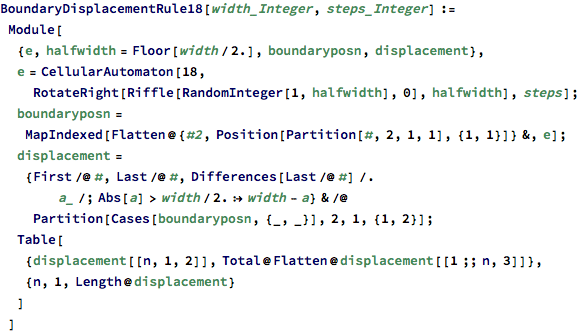 BoundaryDisplacementRule18[width_Integer, steps_Integer] :=
Module[
{e, halfwidth = Floor[width / 2.], boundaryposn, displacement},
e = CellularAutomaton[18,
RotateRight[Riffle[RandomInteger[1, halfwidth], 0], halfwidth], steps];
boundaryposn =
MapIndexed[Flatten@{#2, Position[Partition[#, 2, 1, 1], {1, 1}]} &, e];
displacement =
{First /@ #, Last /@ #, Differences[Last /@ #] /.
a_ /; Abs[a] > width / 2. :> width - a} & /@
Partition[Cases[boundaryposn, {_, _}], 2, 1, {1, 2}];
Table[
{displacement[[n, 1, 2]], Total@Flatten@displacement[[1 ;; n, 3]]},
{n, 1, Length@displacement}
]
]